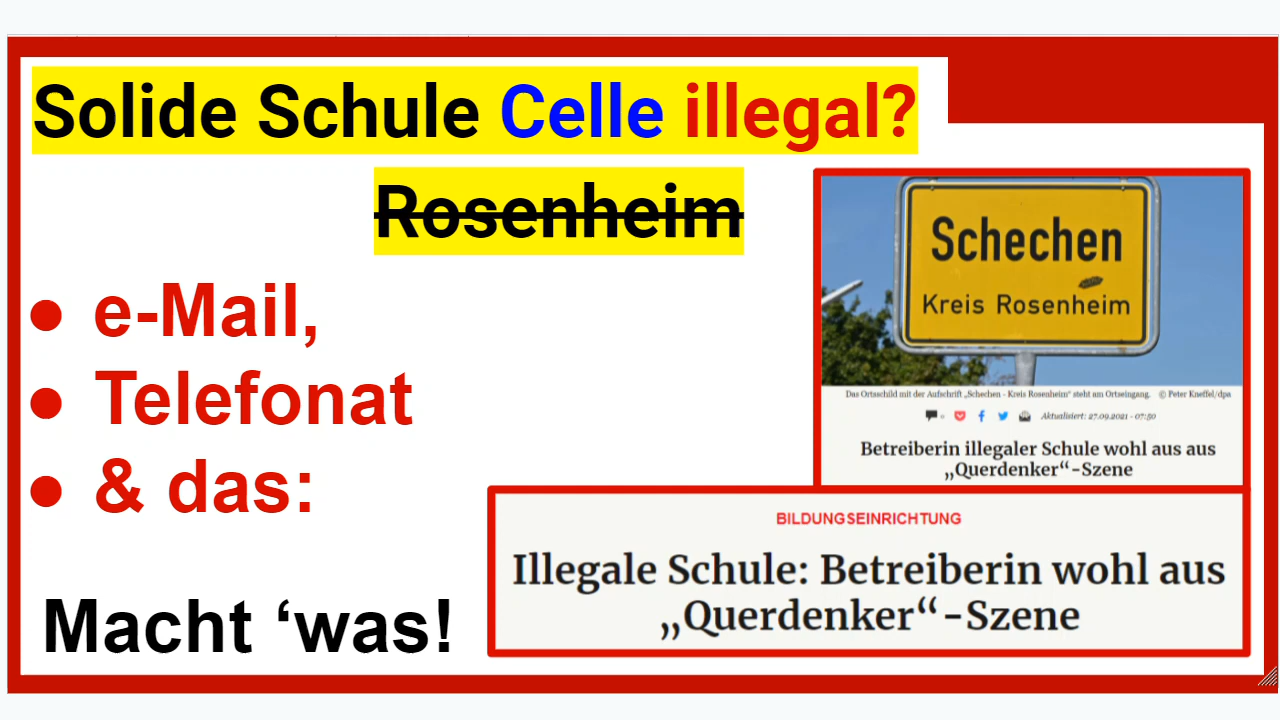 Solide Schule Celle illegal?
Rosenheim
• e-Mail,
• Telefonat
• & das:
Macht ‘was!
Schechen
Kreis Rosenheim
Das Ortsschild mit der Aufschrift „Schechen - Kreis Rosenheim“ steht am Ortseingang. © Peter Kneffel/dpa
0 Aktualisiert: 27.09.2021 - 07:50
Betreiberin illegaler Schule wohl aus aus
„Querdenker“-Szene
BILDUNGSEINRICHTUNG
Illegale Schule: Betreiberin wohl aus
„Querdenker“-Szene